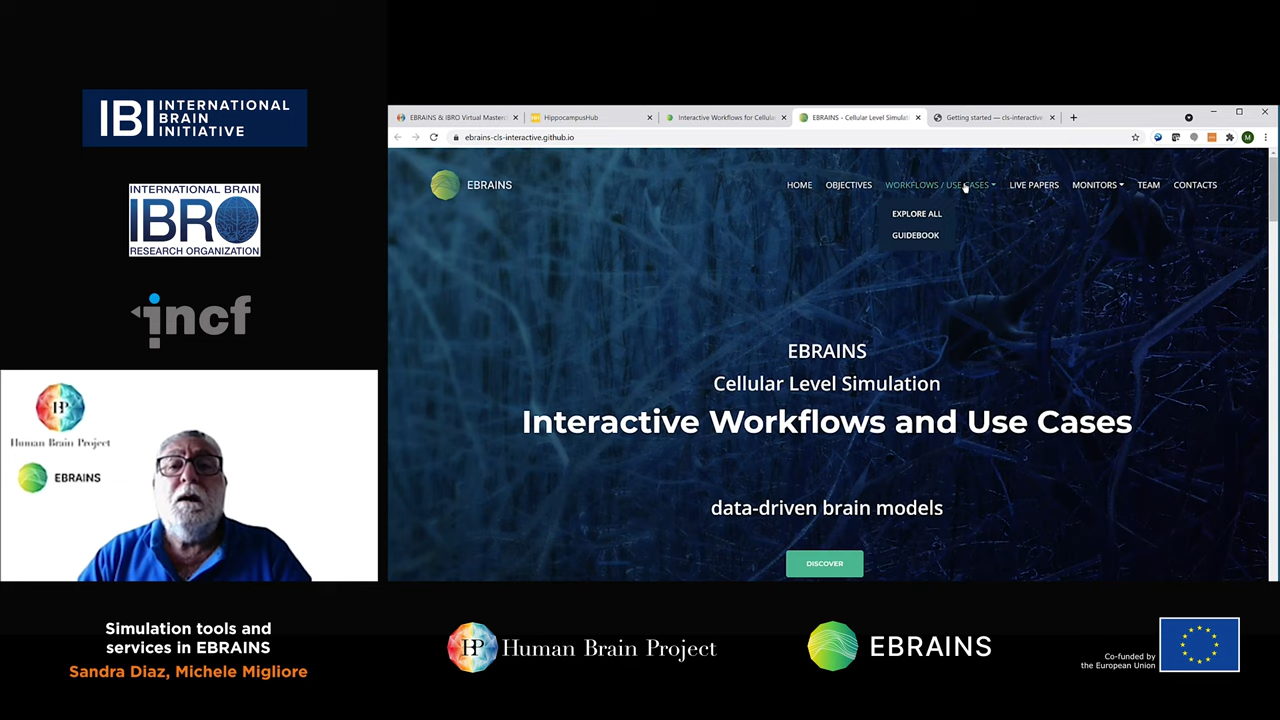 IBI INTERNATIONAL
BRAIN
INITIATIVE
INTERNATIONAL BRAIN
IBRO
RESEARCH ORGANIZATION
incf
HP
Human Brain Project
EBRAINS
Simulation tools and
services in EBRAINS
Sandra Diaz, Michele Migliore
EBRAINS & IBRO Virtual Masterc
HippocampusHub
Interactive Workflows for Cellula
EBRAINS - Cellular Level Simulati
Getting started — cls-interactive
ebrains-cls-interactive.github.io
M
EBRAINS
HOME OBJECTIVES WORKFLOWS / USE CASES LIVE PAPERS MONITORS TEAM CONTACTS
EXPLORE ALL
GUIDEBOOK
EBRAINS
Cellular Level Simulation
Interactive Workflows and Use Cases
data-driven brain models
DISCOVER
HP Human Brain Project
EBRAINS
Co-funded by
the European Union